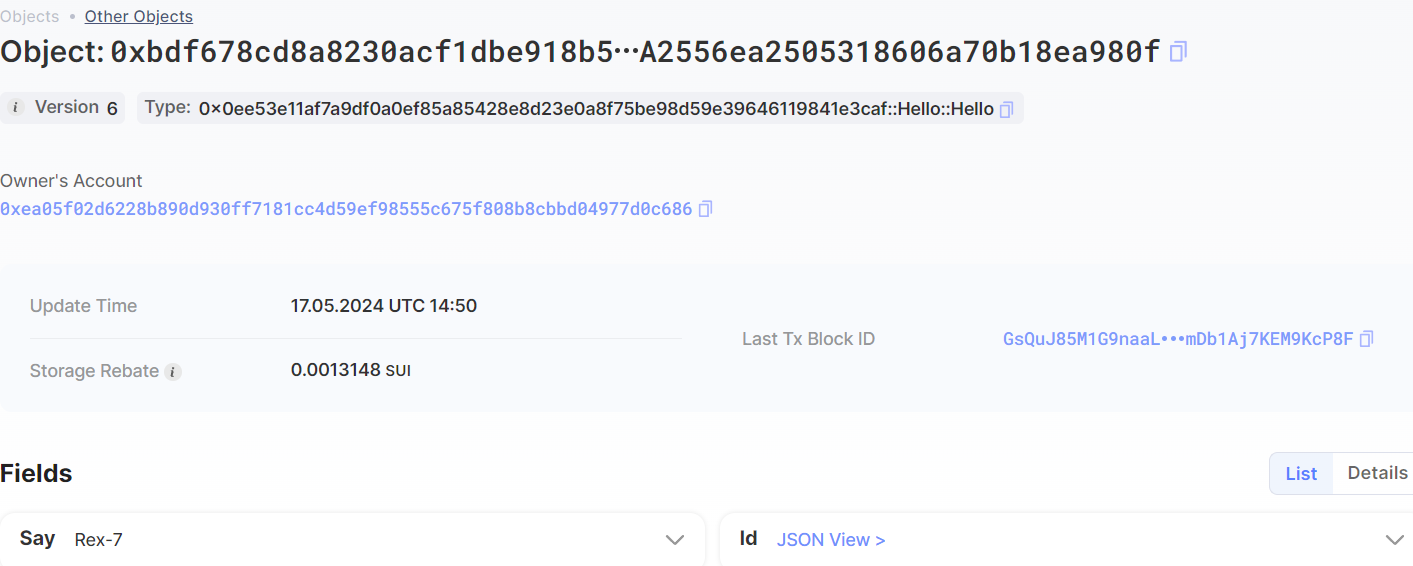 Objects • Other Objects
Object: 0xbdf678cd8a8230acf1dbe918b5···A2556ea2505318606a70b18ea980f
i Version 6 Type: 0x0ee53e11af7a9df0a0ef85a85428e8d23e0a8f75be98d59e39646119841e3caf::Hello::Hello
Owner's Account
0xea05f02d6228b890d930ff7181cc4d59ef98555c675f808b8cbbd04977d0c686
Update Time 17.05.2024 UTC 14:50
Last Tx Block ID GsQuJ85M1G9naaL•••mDb1Aj7KEM9KcP8F
Storage Rebate i 0.0013148 SUI
Fields List Details
Say Rex-7 Id JSON View >